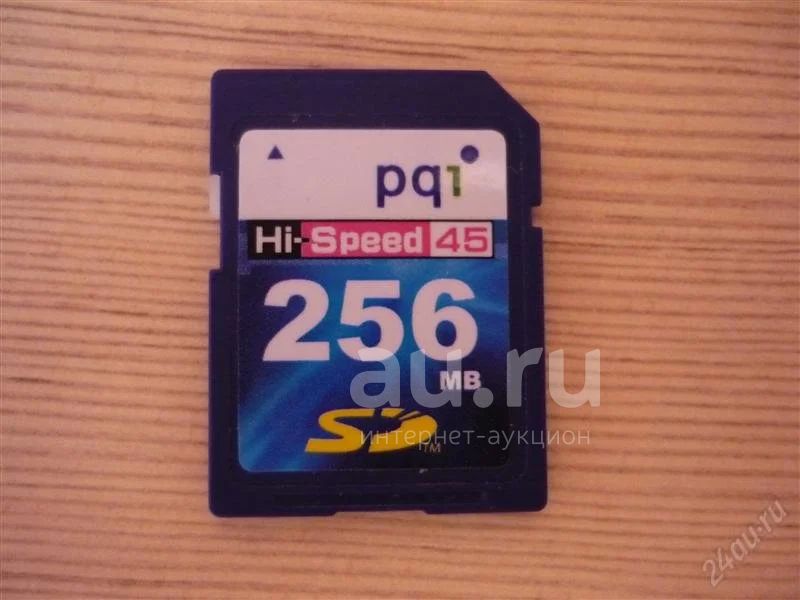 pqi
Hi-Speed 45
256
MB
au.ru
SD
TM
интернет-аукцион
24au.ru